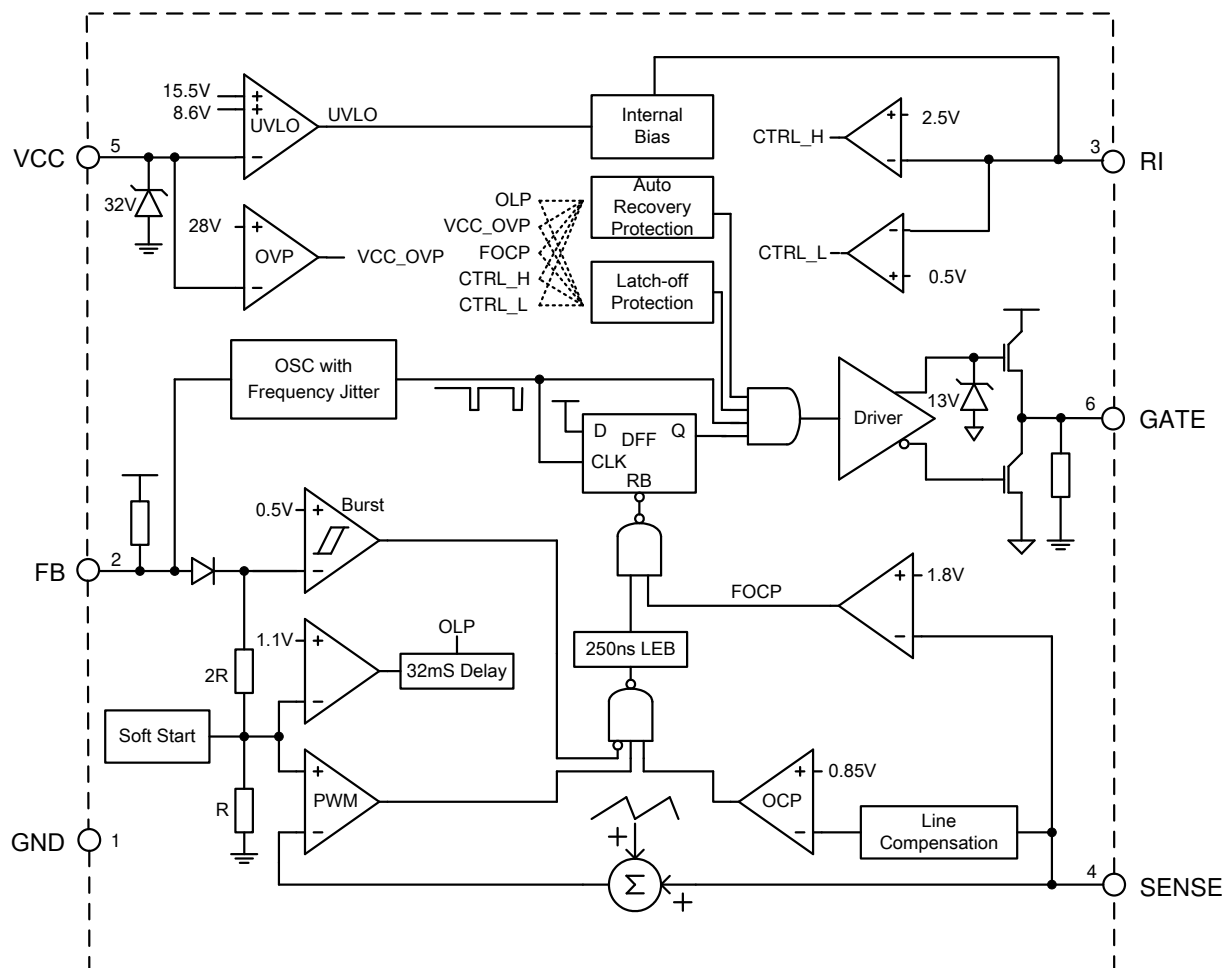 15.5V
8.6V
UVLO
UVLO
Internal
Bias
CTRL_H
2.5V
VCC
5
3
RI
32V
28V
OVP
VCC_OVP
OLP
VCC_OVP
FOCP
CTRL_H
CTRL_L
Auto
Recovery
Protection
Latch-off
Protection
CTRL_L
0.5V
OSC with
Frequency Jitter
D
DFF
Q
CLK
RB
Driver
13V
6
GATE
0.5V
Burst
FB
2
FOCP
1.8V
1.1V
OLP
32mS Delay
250ns LEB
2R
Soft Start
R
PWM
OCP
0.85V
Line
Compensation
GND
1
Σ
4
SENSE